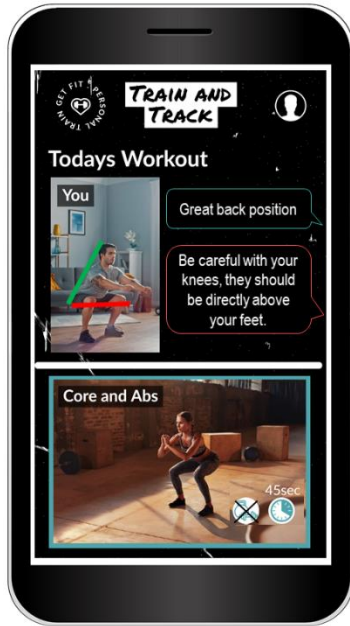 GET FIT PERSONAL TRAIN
TRAIN AND
TRACK
Todays Workout
You
Great back position
Be careful with your
knees, they should
be directly above
your feet.
Core and Abs
45sec